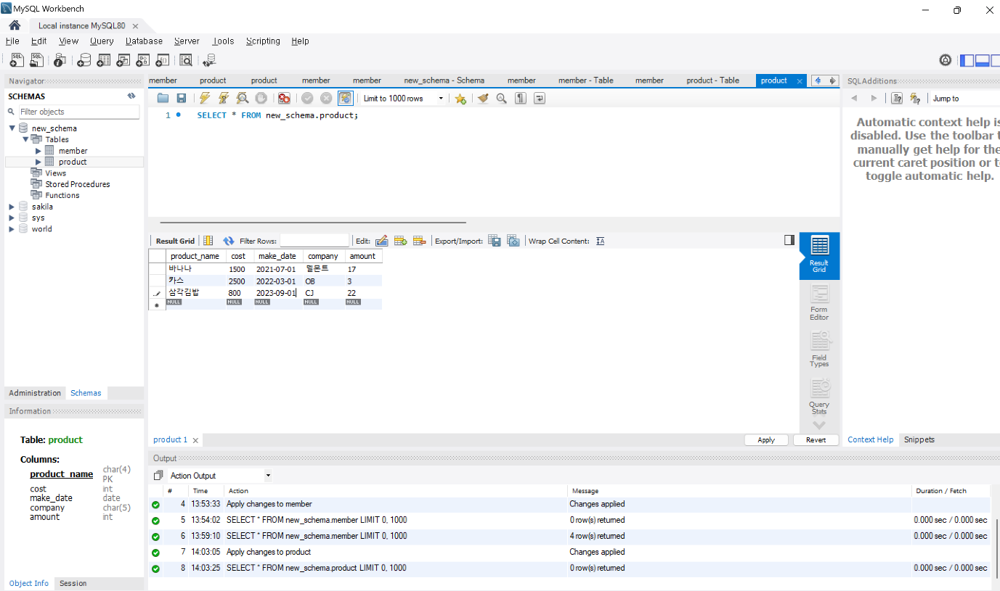 MySQL Workbench
Local instance MySQL80
File Edit View Query Database Server Tools Scripting Help
Navigator
SCHEMAS
Filter objects
new_schema
Tables
member
product
Views
Stored Procedures
Functions
sakila
sys
world
Administration Schemas
Information
Table: product
Columns:
product_name char(4) PK
cost int
make_date date
company char(5)
amount int
Object Info Session
member product product member member new_schema - Schema member member - Table member product - Table product
Limit to 1000 rows
1 SELECT * FROM new_schema.product;
Result Grid Filter Rows: Edit: Export/Import: Wrap Cell Content:
product_name cost make_date company amount
바나나 1500 2021-07-01 델몬트 17
카스 2500 2022-03-01 OB 3
삼각김밥 800 2023-09-01 CJ 22
NULL NULL NULL NULL NULL
Result Grid
Form Editor
Field Types
Query Stats
product 1 Apply Revert
Output
Action Output
# Time Action Message Duration / Fetch
4 13:53:33 Apply changes to member Changes applied
5 13:54:02 SELECT * FROM new_schema.member LIMIT 0, 1000 0 row(s) returned 0.000 sec / 0.000 sec
6 13:59:10 SELECT * FROM new_schema.member LIMIT 0, 1000 4 row(s) returned 0.000 sec / 0.000 sec
7 14:03:05 Apply changes to product Changes applied
8 14:03:25 SELECT * FROM new_schema.product LIMIT 0, 1000 0 row(s) returned 0.000 sec / 0.000 sec
SQLAdditions
Jump to
Automatic context help is
disabled. Use the toolbar t
manually get help for the
current caret position or t
toggle automatic help.
Context Help Snippets